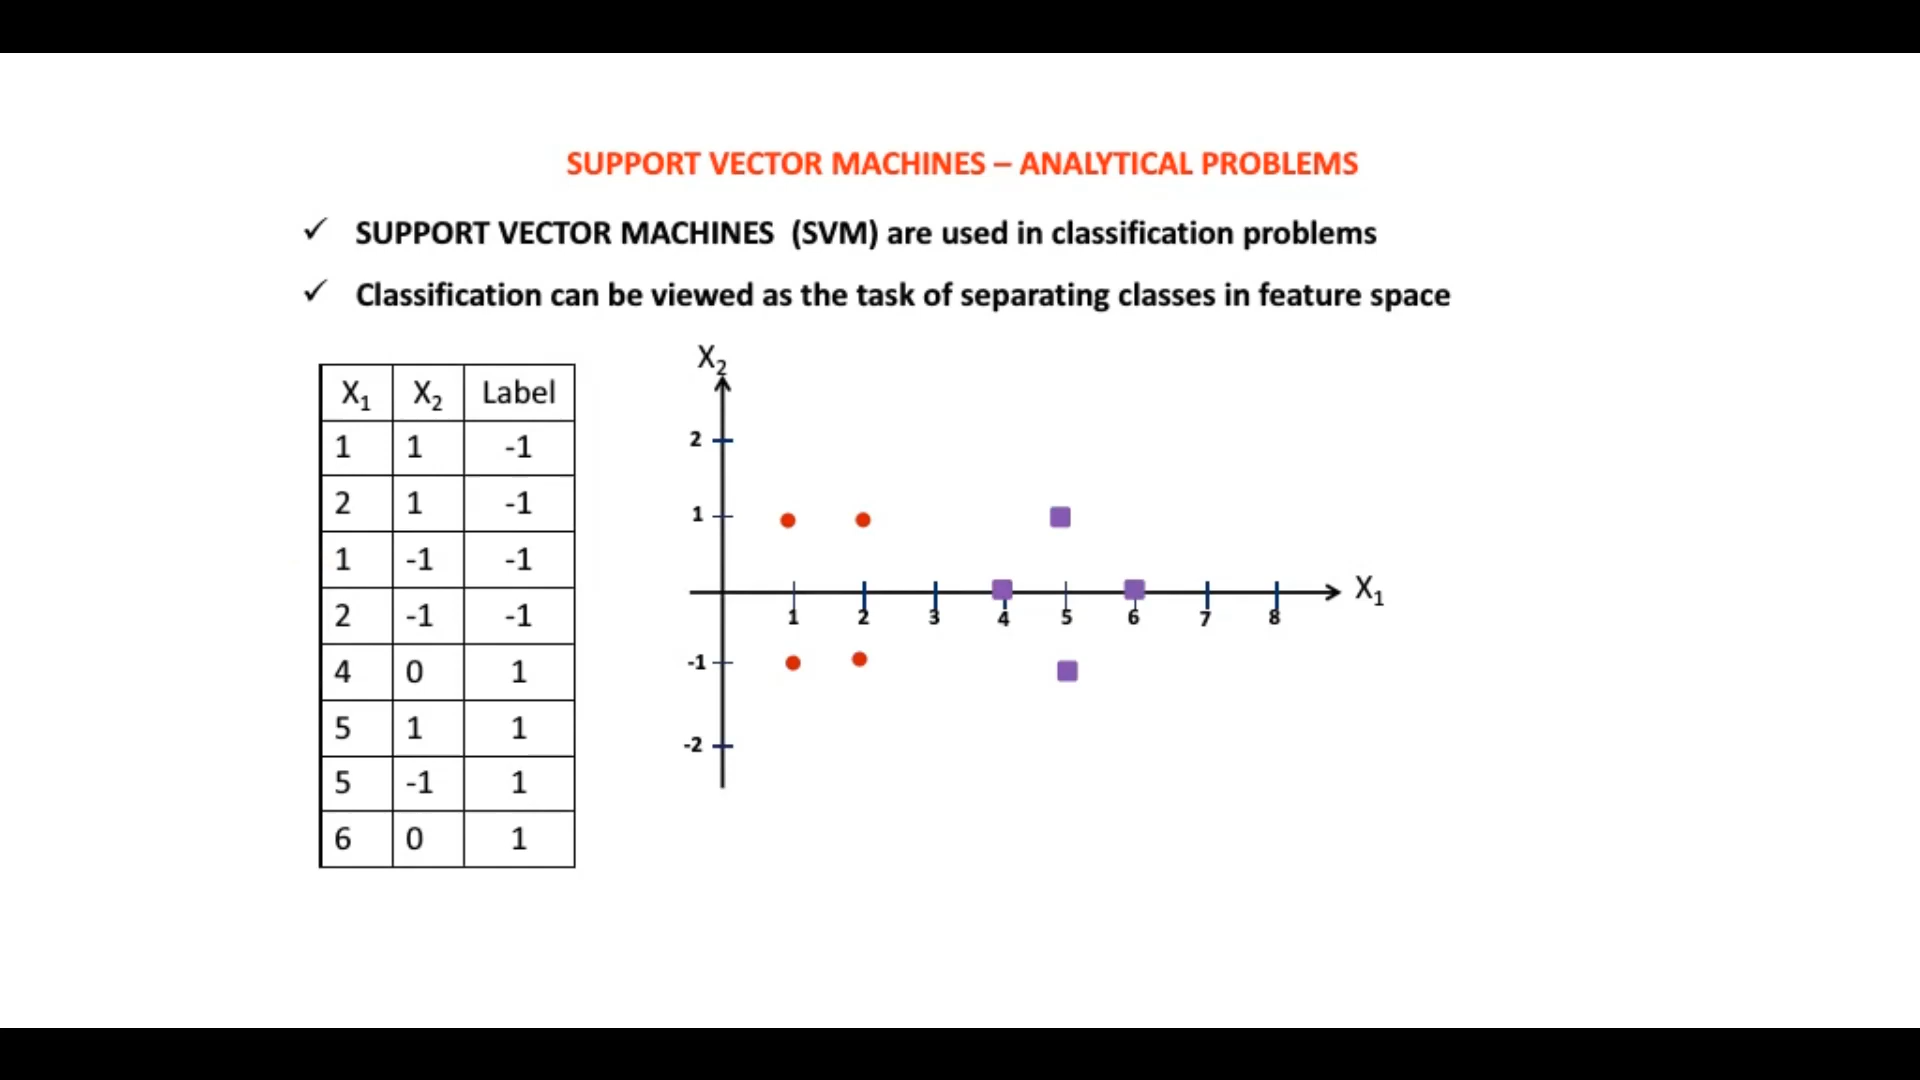 SUPPORT VECTOR MACHINES – ANALYTICAL PROBLEMS
✓ SUPPORT VECTOR MACHINES (SVM) are used in classification problems
✓ Classification can be viewed as the task of separating classes in feature space
X₁ X₂ Label
1 1 -1
2 1 -1
1 -1 -1
2 -1 -1
4 0 1
5 1 1
5 -1 1
6 0 1
X₂
2
1
X₁
1 2 3 4 5 6 7 8
-1
-2